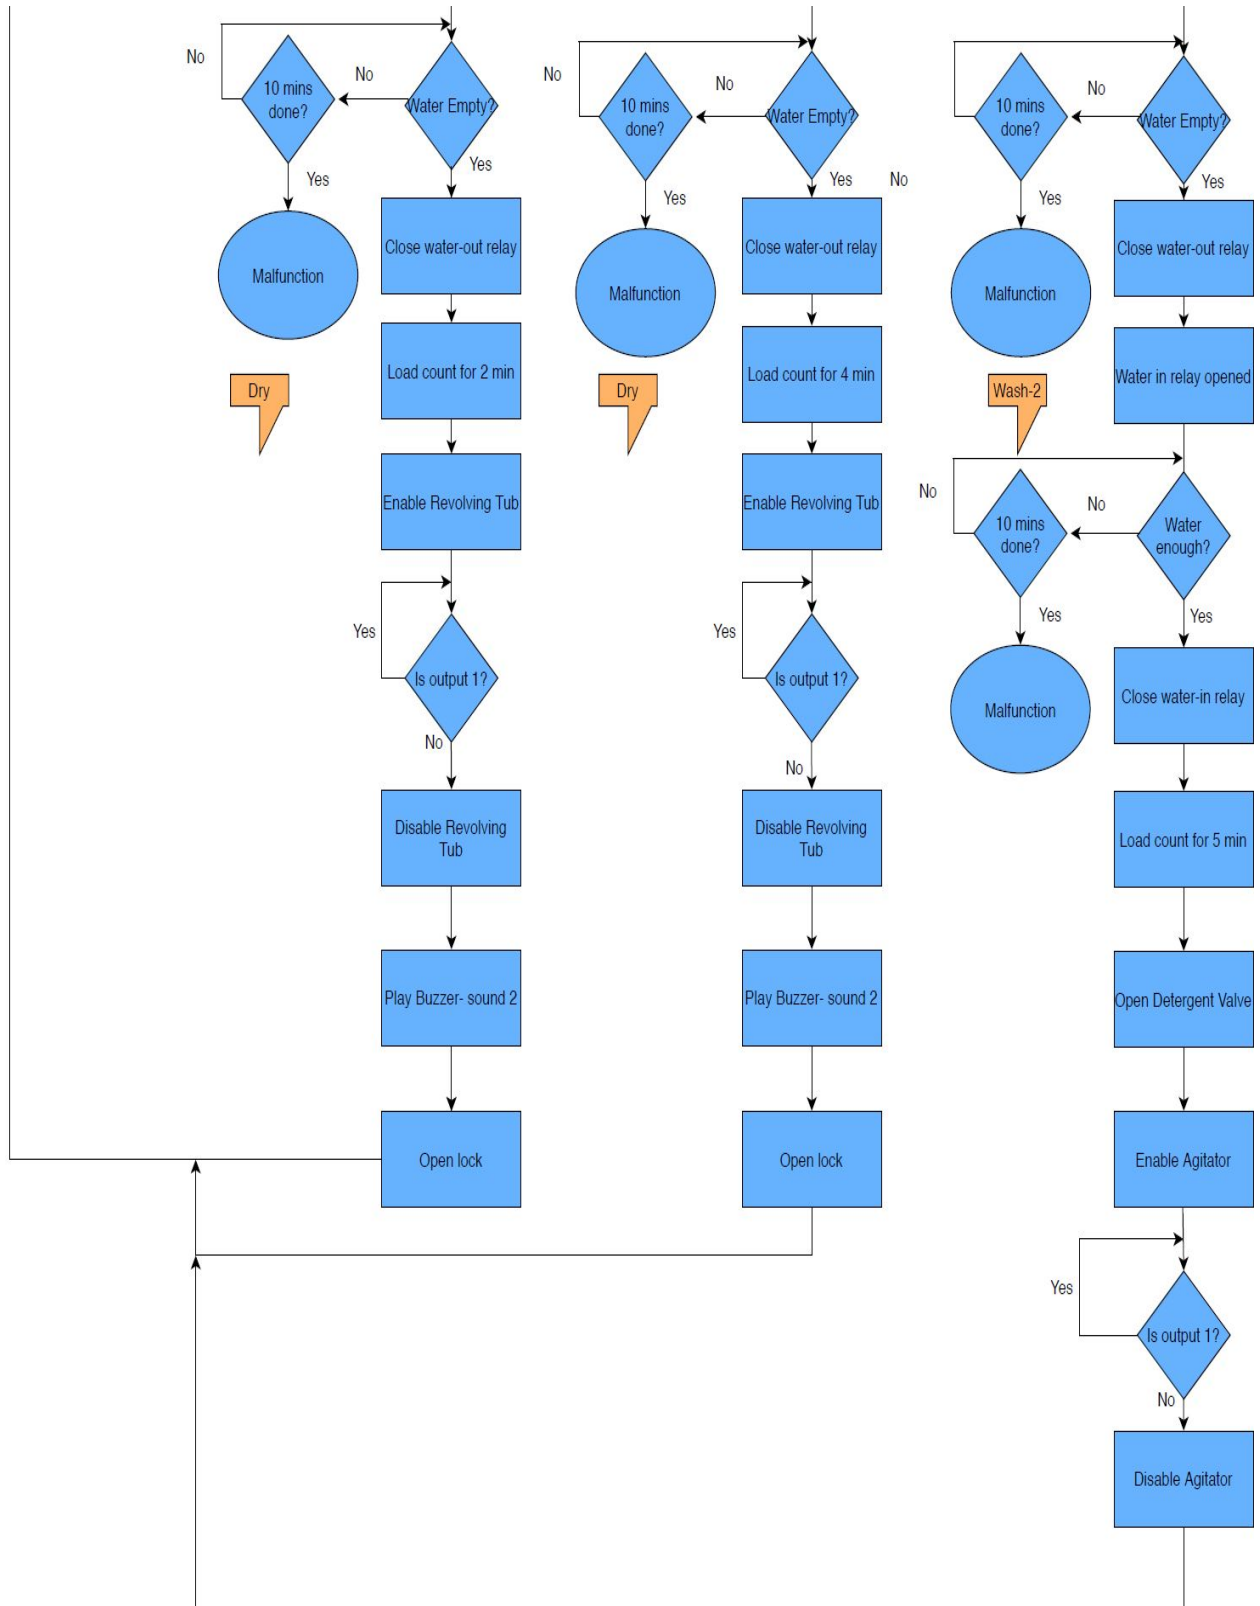 No
No
10 mins
done?
Water Empty?
Yes
Yes
Close water-out relay
Malfunction
Load count for 2 min
Dry
Enable Revolving Tub
Yes
Is output 1?
No
Disable Revolving
Tub
Play Buzzer- sound 2
Open lock
No
No
10 mins
done?
Water Empty?
Yes
No
Yes
Close water-out relay
Malfunction
Load count for 4 min
Dry
Enable Revolving Tub
Yes
Is output 1?
No
Disable Revolving
Tub
Play Buzzer- sound 2
Open lock
No
No
10 mins
done?
Water Empty?
Yes
Yes
Close water-out relay
Malfunction
Water in relay opened
Wash-2
No
No
10 mins
done?
Water
enough?
Yes
Yes
Close water-in relay
Malfunction
Load count for 5 min
Open Detergent Valve
Enable Agitator
Yes
Is output 1?
No
Disable Agitator